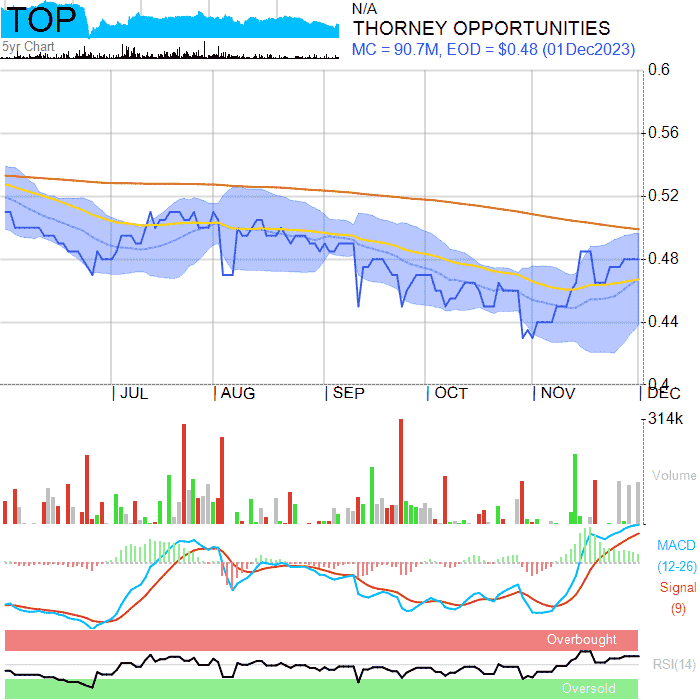 TOP
5yr Chart
N/A
THORNEY OPPORTUNITIES
MC = 90.7M, EOD = $0.48 (01Dec2023)
0.6
0.56
0.52
0.48
0.44
0.4
JUL AUG SEP OCT NOV DEC
314k
Volume
MACD
(12-26)
Signal
(9)
Overbought
RSI(14)
Oversold